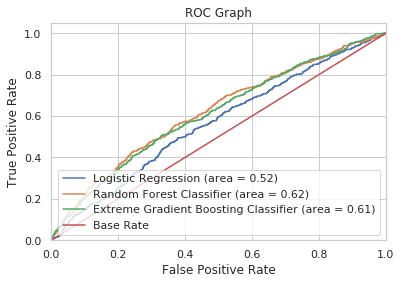 ROC Graph
True Positive Rate
1.0
0.8
0.6
0.4
0.2
0.0
Logistic Regression (area = 0.52)
Random Forest Classifier (area = 0.62)
Extreme Gradient Boosting Classifier (area = 0.61)
Base Rate
0.0 0.2 0.4 0.6 0.8 1.0
False Positive Rate